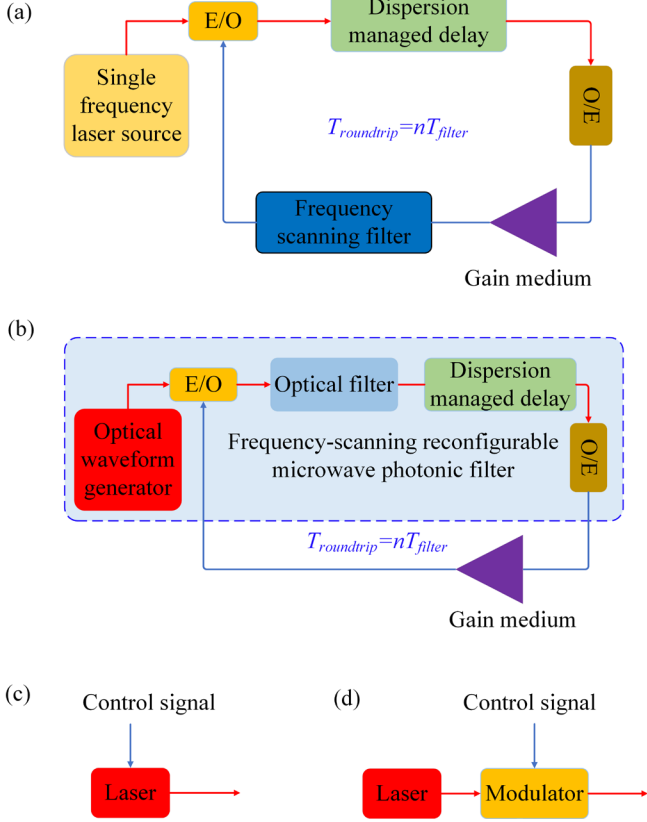 (a)
E/O
Dispersion
managed delay
Single
frequency
laser source
O/E
T_roundtrip=nT_filter
Frequency
scanning filter
Gain medium
(b)
E/O
Optical filter
Dispersion
managed delay
Optical
waveform
generator
Frequency-scanning reconfigurable
microwave photonic filter
O/E
T_roundtrip=nT_filter
Gain medium
(c)
Control signal
Laser
(d)
Control signal
Laser
Modulator